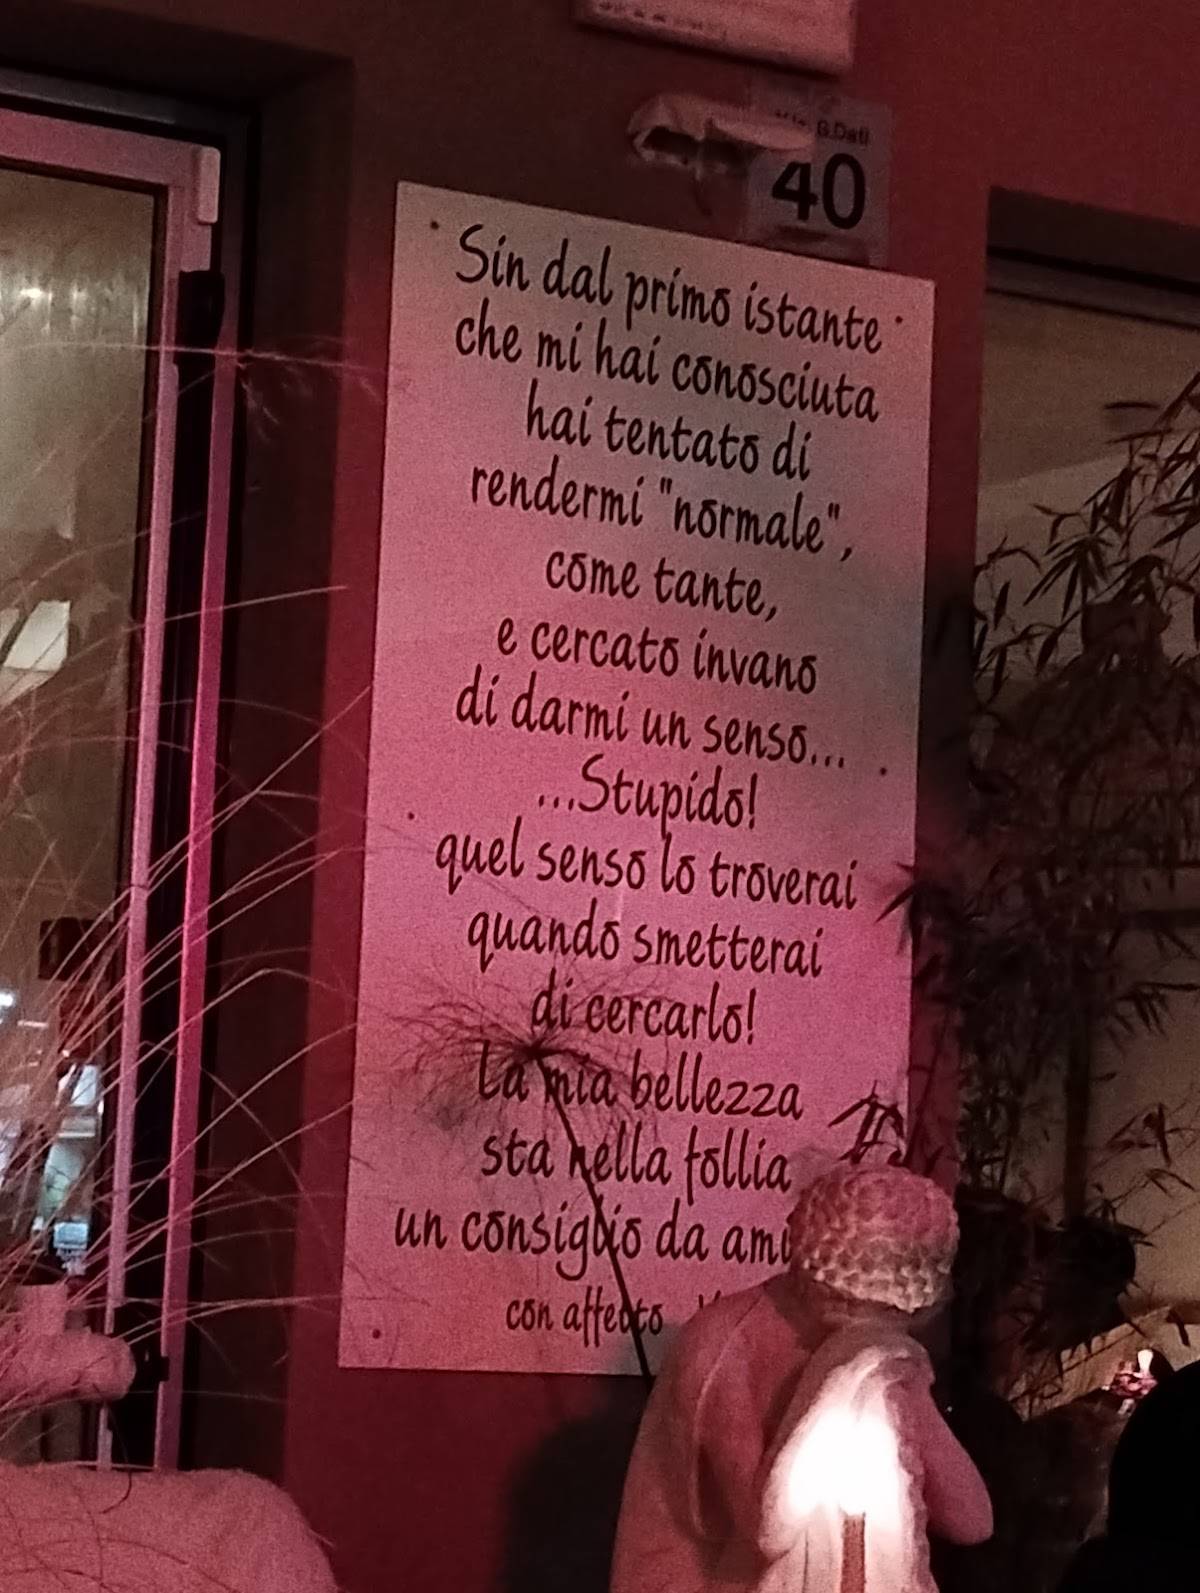 G.Dati
40
Sin dal primo istante
che mi hai conosciuta
hai tentato di
rendermi "normale",
come tante,
e cercato invano
di darmi un senso...
...Stupido!
quel senso lo troverai
quando smetterai
di cercarlo!
La mia bellezza
sta nella follia
un consiglio da
con affetto